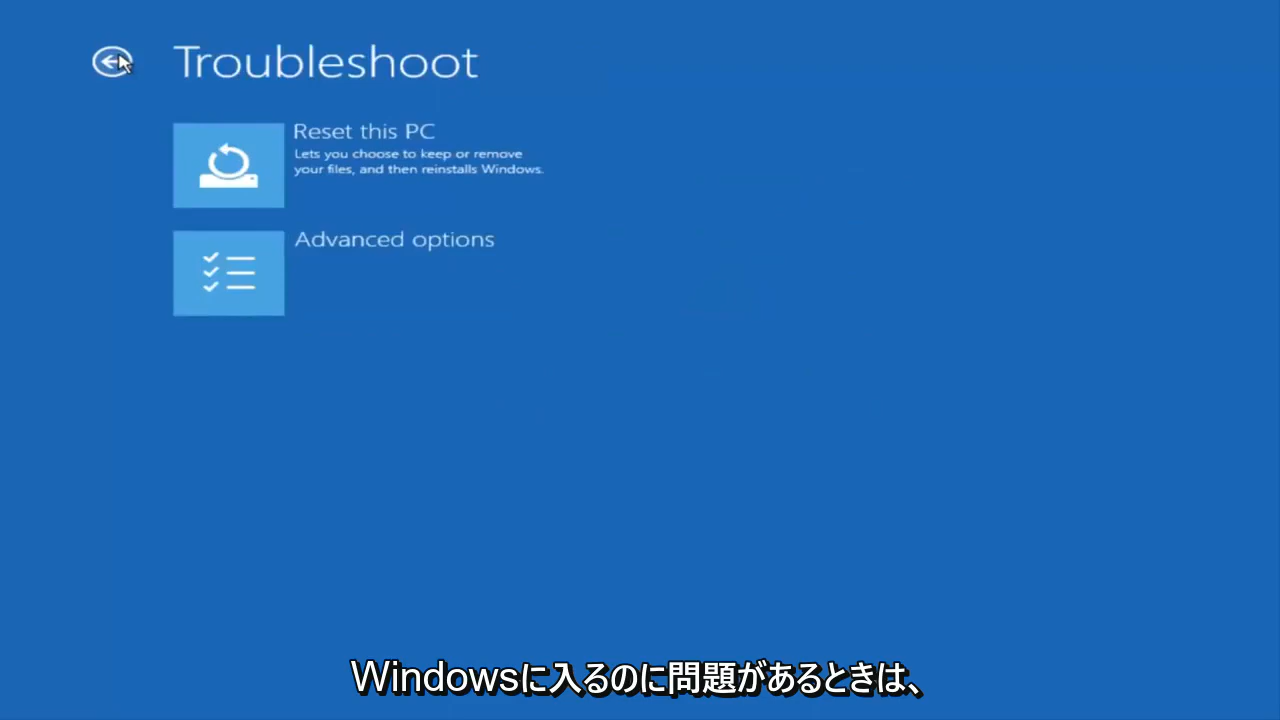 Troubleshoot
Reset this PC
Lets you choose to keep or remove
your files, and then reinstalls Windows.
Advanced options
Windowsに入るのに問題があるときは、